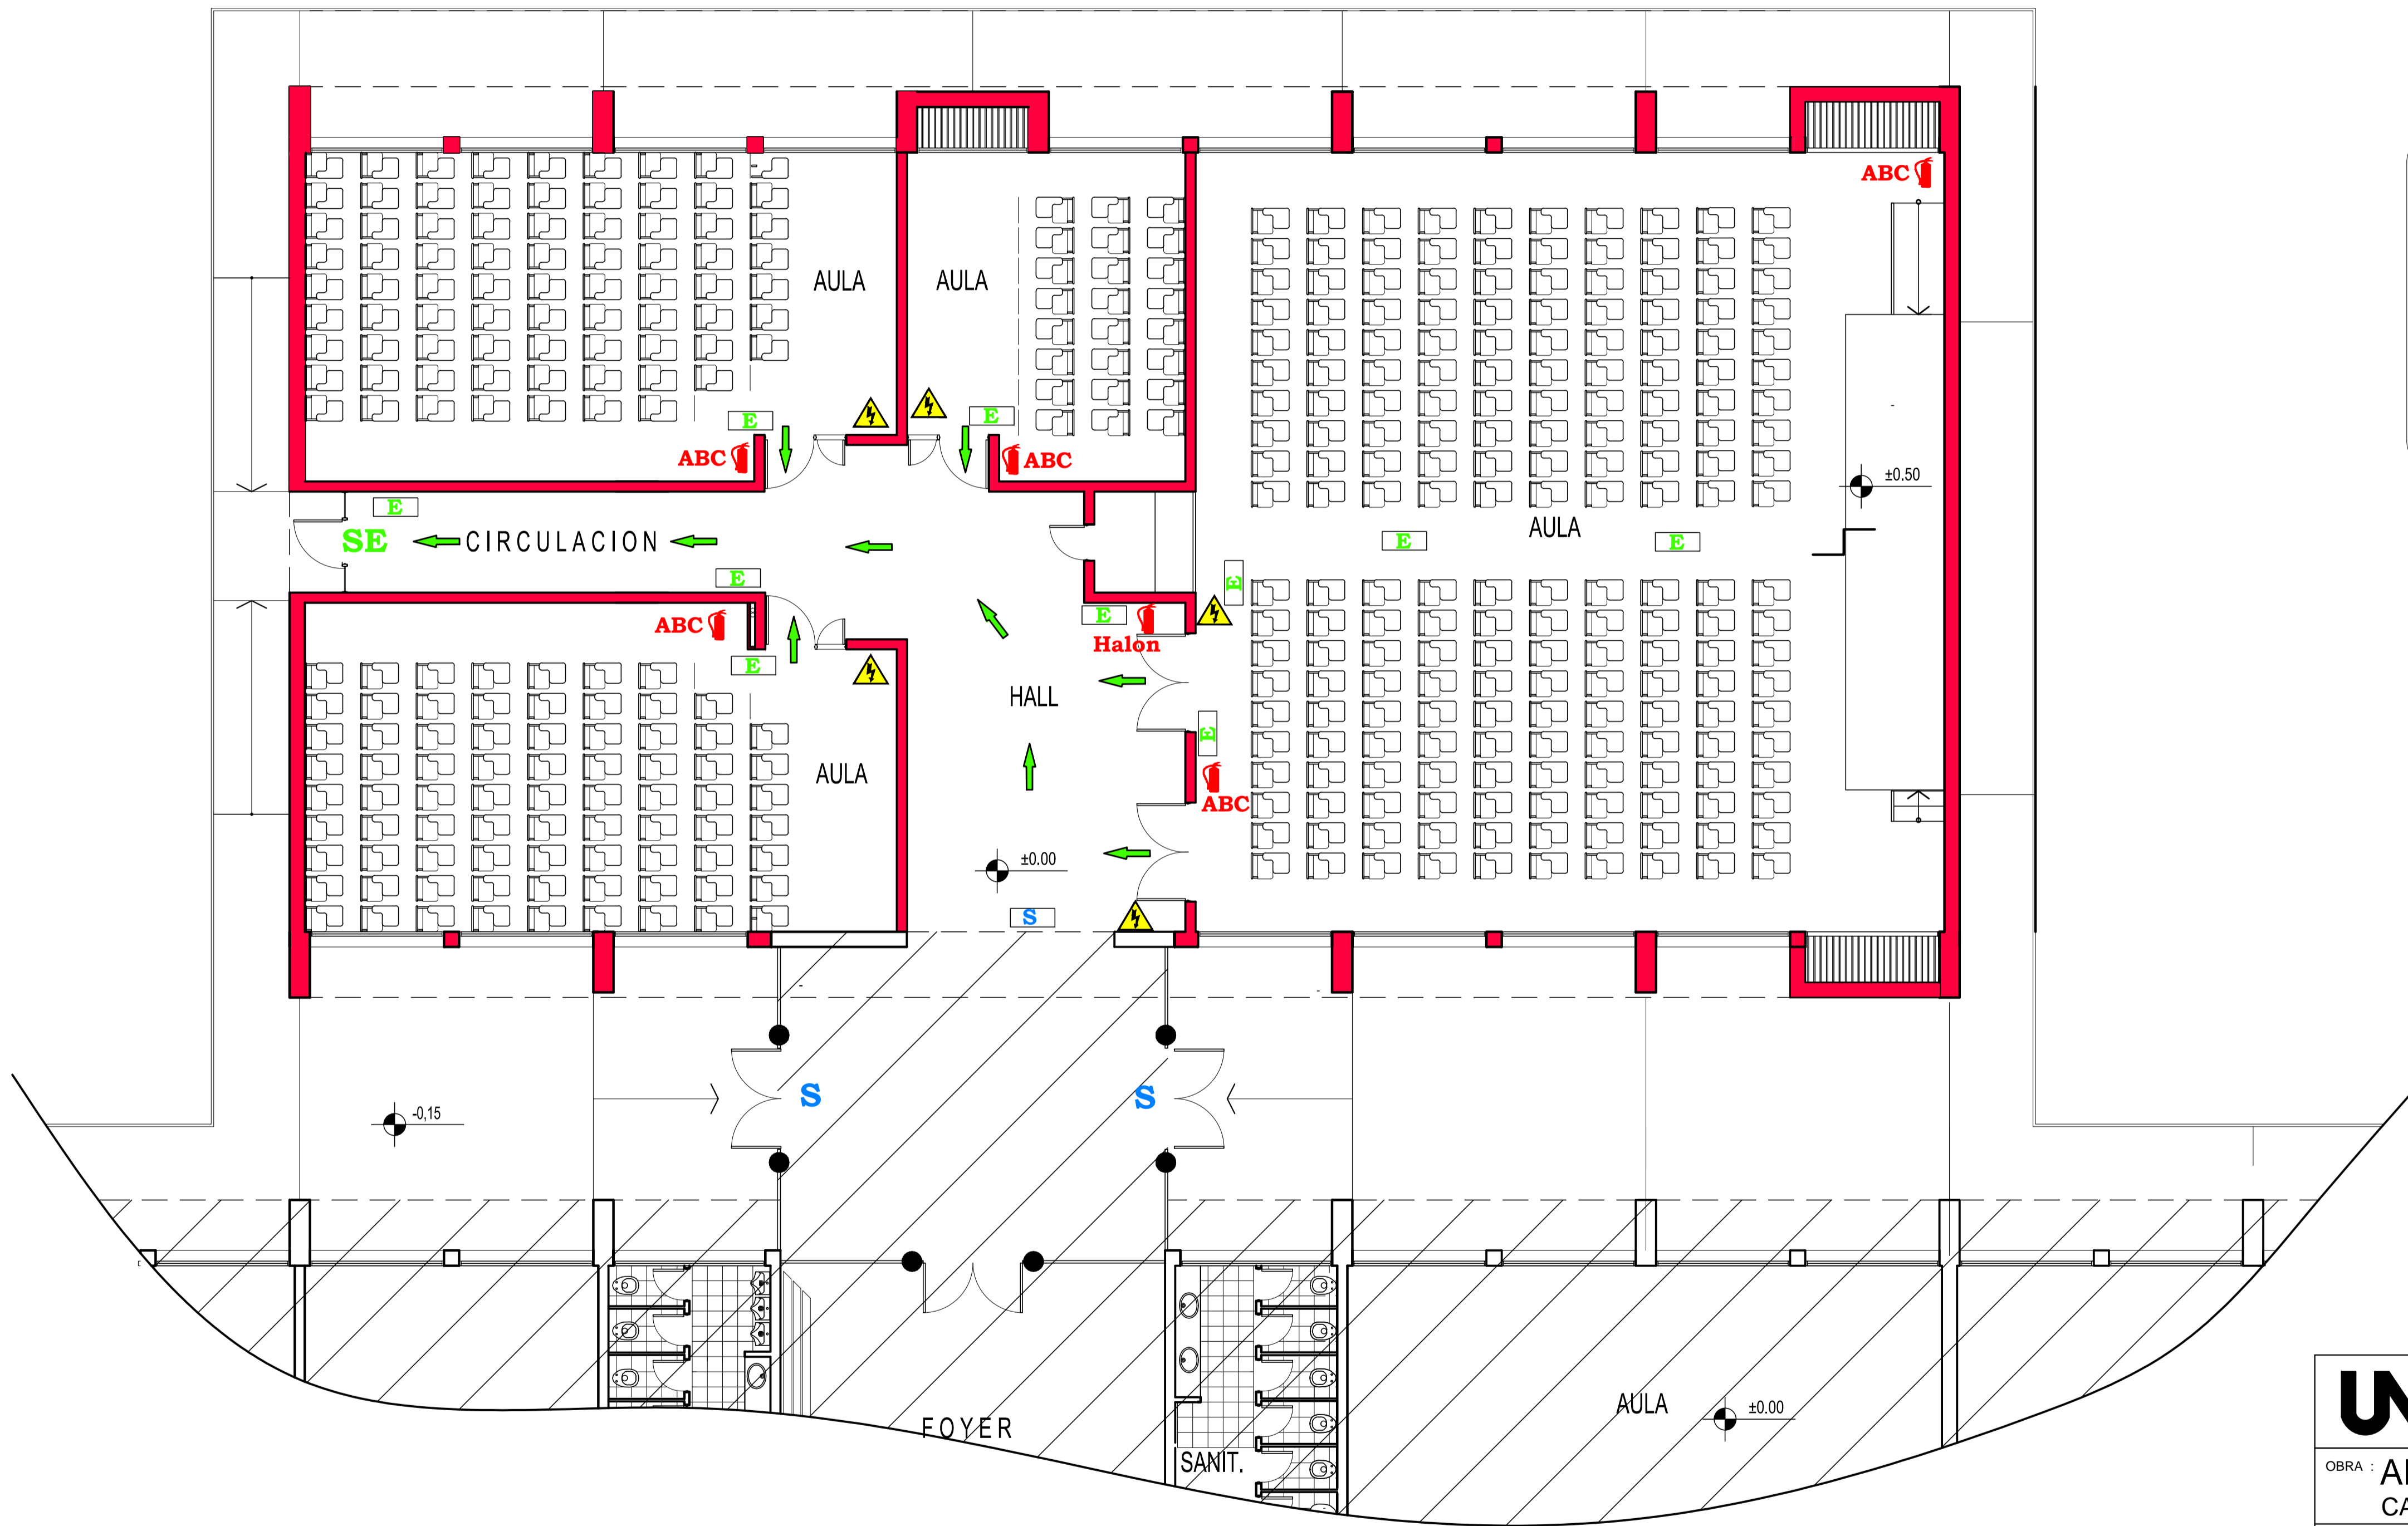 ABC
AULA
AULA
E
E
ABC
ABC
±0.50
E
SE
CIRCULACION
AULA
E
E
E
E
E
ABC
Halon
E
HALL
E
AULA
ABC
±0.00
S
S
S
-0,15
AULA
±0.00
FOYER
SANIT.
OBRA :
CA